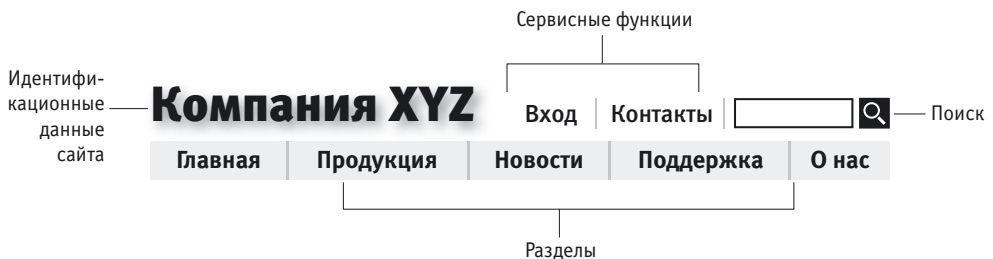 Сервисные функции
Идентифи-
кационные
данные
сайта
Компания XYZ
Вход
Контакты
Поиск
Главная
Продукция
Новости
Поддержка
О нас
Разделы